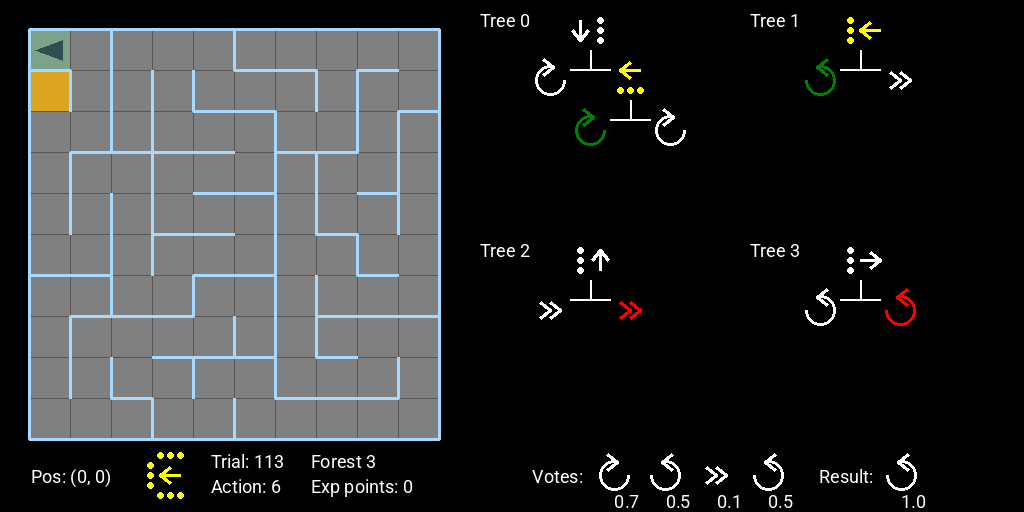 Tree 0
Tree 1
Tree 2
Tree 3
Pos: (0, 0)
Trial: 113
Forest 3
Action: 6
Exp points: 0
Votes:
0.7
0.5
0.1
0.5
Result:
1.0